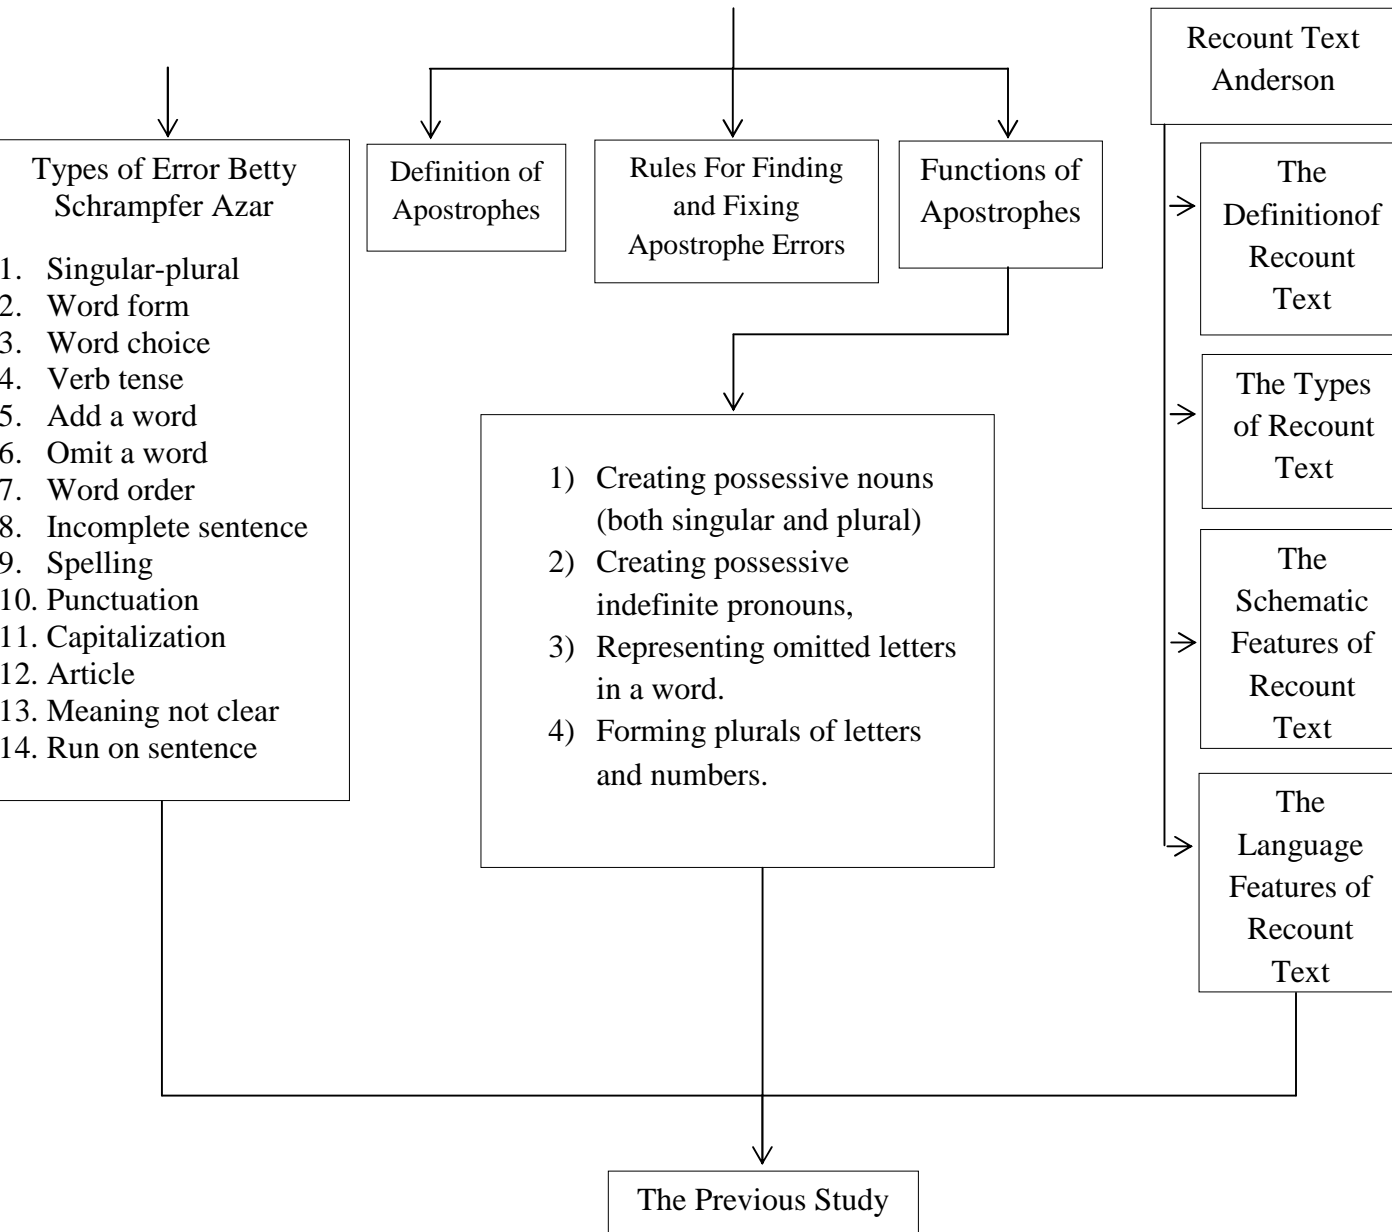 Recount Text
Anderson
Types of Error Betty
Schrampfer Azar
1. Singular-plural
2. Word form
3. Word choice
4. Verb tense
5. Add a word
6. Omit a word
7. Word order
8. Incomplete sentence
9. Spelling
10. Punctuation
11. Capitalization
12. Article
13. Meaning not clear
14. Run on sentence
Definition of
Apostrophes
Rules For Finding
and Fixing
Apostrophe Errors
Functions of
Apostrophes
1) Creating possessive nouns
(both singular and plural)
2) Creating possessive
indefinite pronouns,
3) Representing omitted letters
in a word.
4) Forming plurals of letters
and numbers.
The
Definitionof
Recount
Text
The Types
of Recount
Text
The
Schematic
Features of
Recount
Text
The
Language
Features of
Recount
Text
The Previous Study